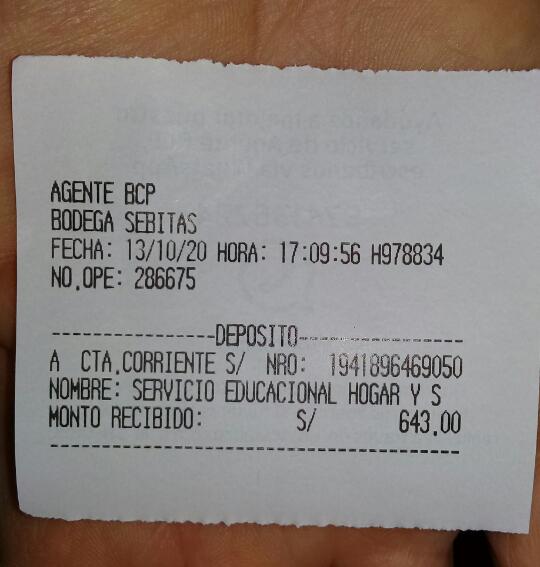 AGENTE BCP
BODEGA SEBITAS
FECHA: 13/10/20 HORA: 17:09:56 H978834
NO.OPE: 286675
----------------DEPOSITO----------------
A CTA.CORRIENTE S/ NRO: 1941896469050
NOMBRE: SERVICIO EDUCACIONAL HOGAR Y S
MONTO RECIBIDO: S/ 643.00
----------------------------------------